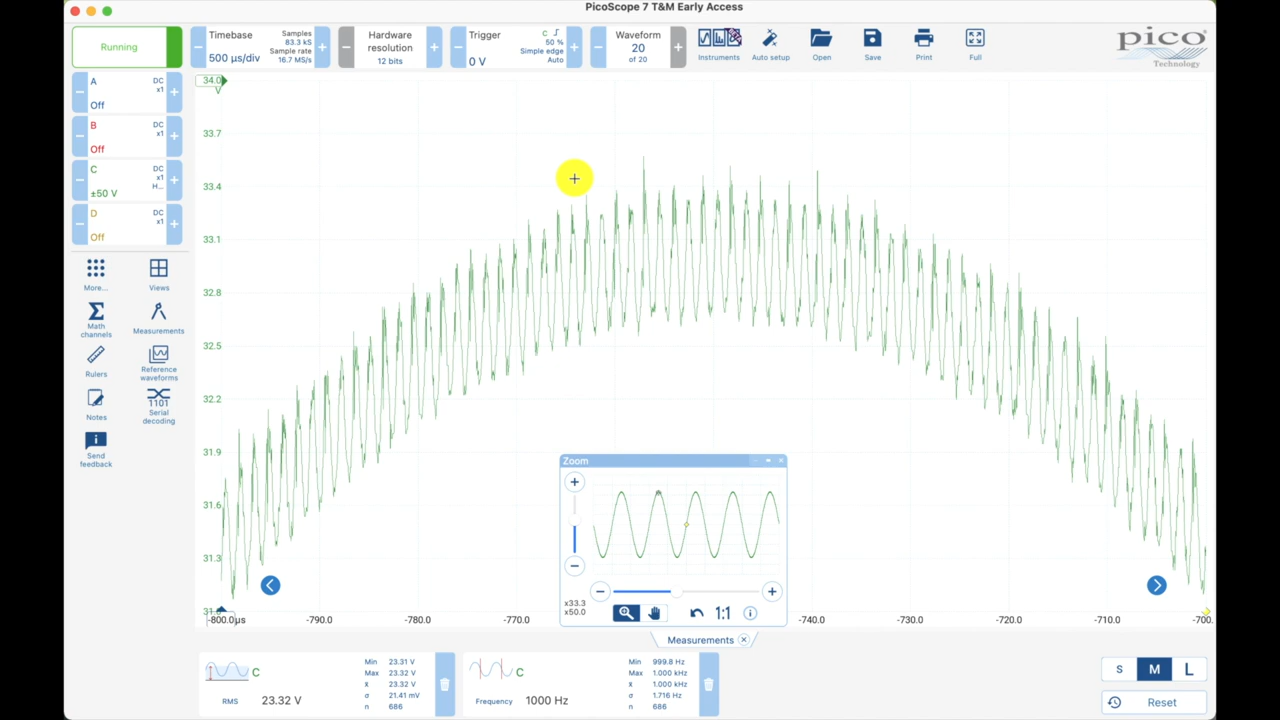 PicoScope 7 T&M Early Access
Running
Timebase
500 µs/div
Samples
83.3 kS
Sample rate
16.7 MS/s
Hardware
resolution
12 bits
Trigger
0 V
C
50 %
Simple edge
Auto
Waveform
20
of 20
Instruments
Auto setup
Open
Save
Print
Full
pico
Technology
A
DC
x1
Off
B
DC
x1
Off
C
DC
x1
H...
±50 V
D
DC
x1
Off
More...
Views
Math
channels
Measurements
Rulers
Reference
waveforms
Notes
1101
Serial
decoding
i
Send
feedback
34.0
V
33.7
33.4
33.1
32.8
32.5
32.2
31.9
31.6
31.3
-800.0µs
-790.0
-780.0
-770.0
-740.0
-730.0
-720.0
-710.0
-700.
Zoom
x33.3
x50.0
1:1
i
Measurements
C
RMS
23.32 V
Min 23.31 V
Max 23.32 V
x̄ 23.32 V
σ 21.41 mV
n 686
C
Frequency
1000 Hz
Min 999.8 Hz
Max 1.000 kHz
x̄ 1.000 kHz
σ 1.716 Hz
n 686
S
M
L
Reset